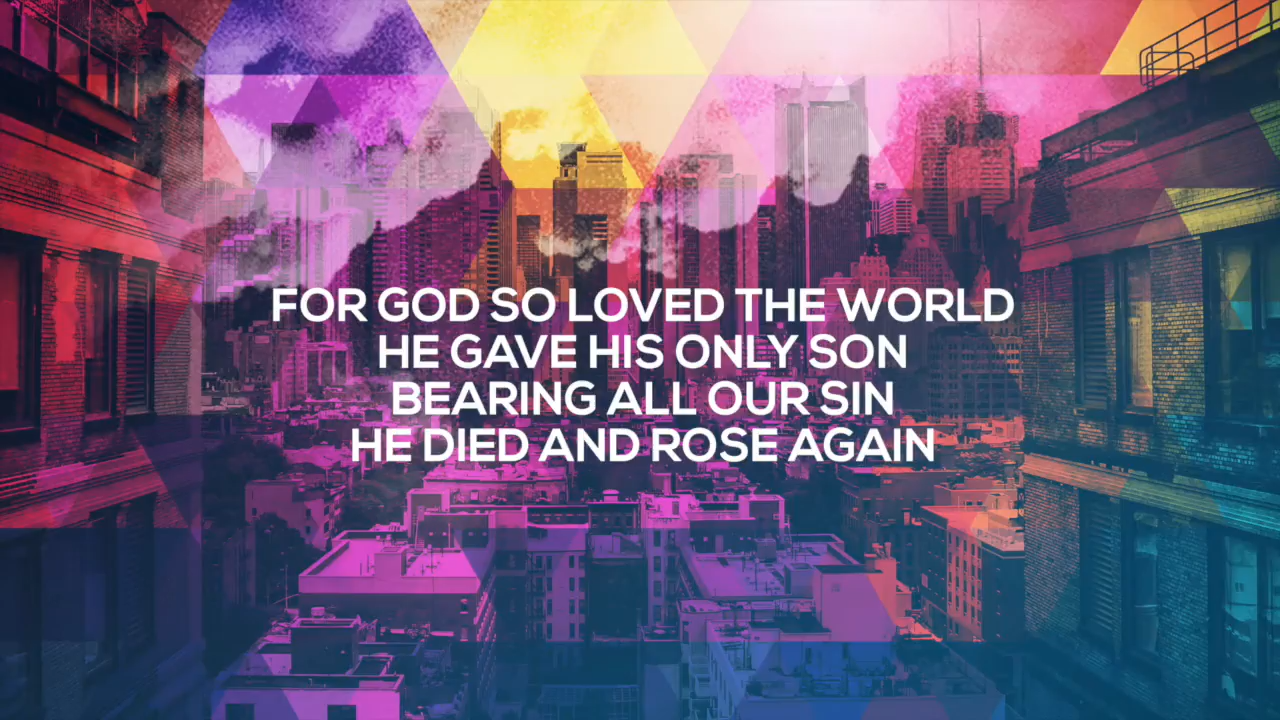 FOR GOD SO LOVED THE WORLD
HE GAVE HIS ONLY SON
BEARING ALL OUR SIN
HE DIED AND ROSE AGAIN